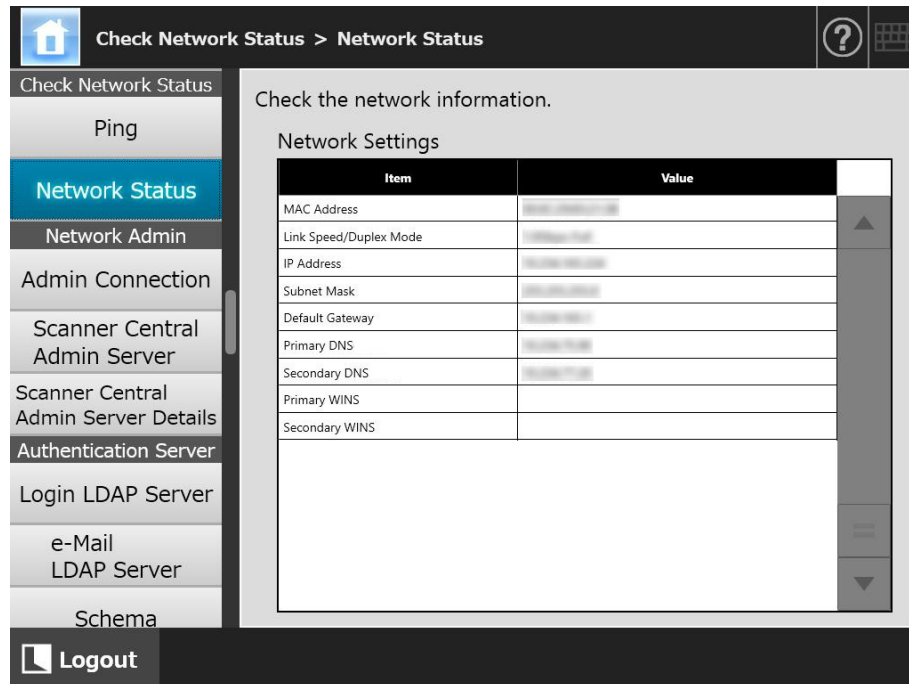 Check Network Status > Network Status
?
Check Network Status
Ping
Network Status
Network Admin
Admin Connection
Scanner Central
Admin Server
Scanner Central
Admin Server Details
Authentication Server
Login LDAP Server
e-Mail
LDAP Server
Schema
Check the network information.
Network Settings
Item Value
MAC Address
Link Speed/Duplex Mode
IP Address
Subnet Mask
Default Gateway
Primary DNS
Secondary DNS
Primary WINS
Secondary WINS
Logout